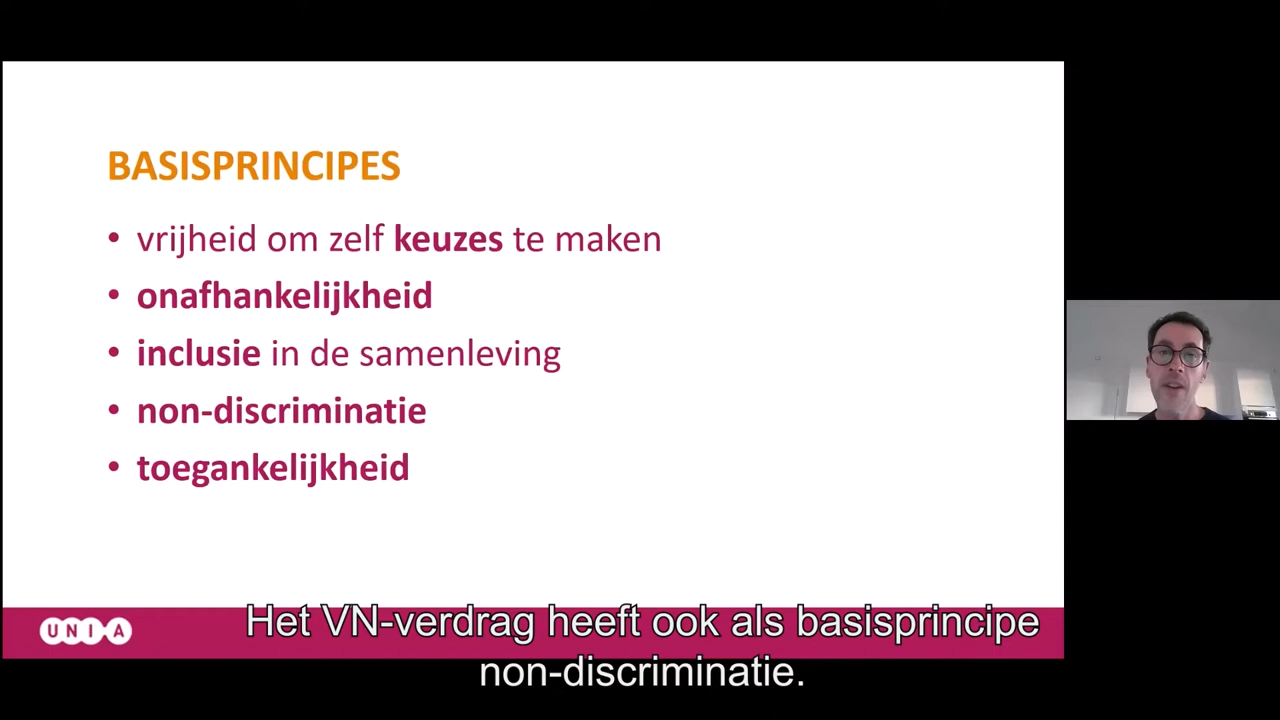 BASISPRINCIPES
• vrijheid om zelf keuzes te maken
• onafhankelijkheid
• inclusie in de samenleving
• non-discriminatie
• toegankelijkheid
UNIA
Het VN-verdrag heeft ook als basisprincipe
non-discriminatie.